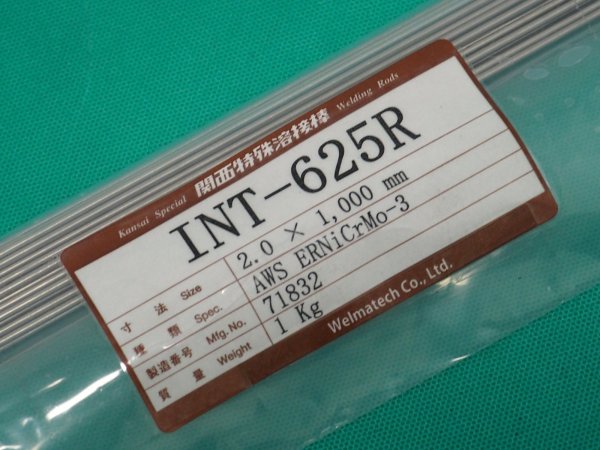 Kansai Special 関西特殊溶接棒 Welding Rods
INT-625R
寸法 Size 2.0 × 1,000 mm
種類 Spec. AWS ERNiCrMo-3
製造番号 Mfg. No. 71832
質量 Weight 1 Kg
Welmatech Co., Ltd.